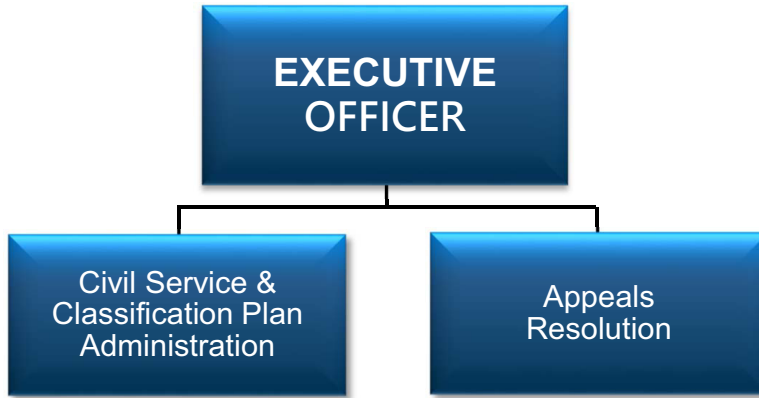 EXECUTIVE
OFFICER
Civil Service &
Classification Plan
Administration
Appeals
Resolution